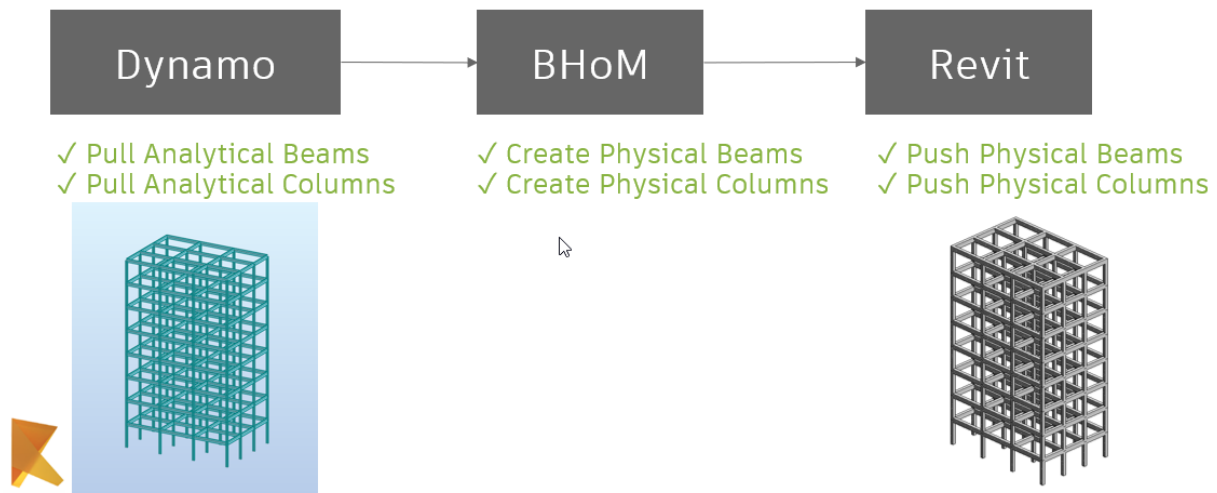 Dynamo
BHoM
Revit
✓ Pull Analytical Beams
✓ Pull Analytical Columns
✓ Create Physical Beams
✓ Create Physical Columns
✓ Push Physical Beams
✓ Push Physical Columns